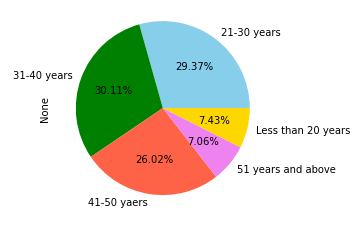 21-30 years
29.37%
31-40 years
30.11%
None
41-50 yaers
26.02%
51 years and above
7.06%
Less than 20 years
7.43%